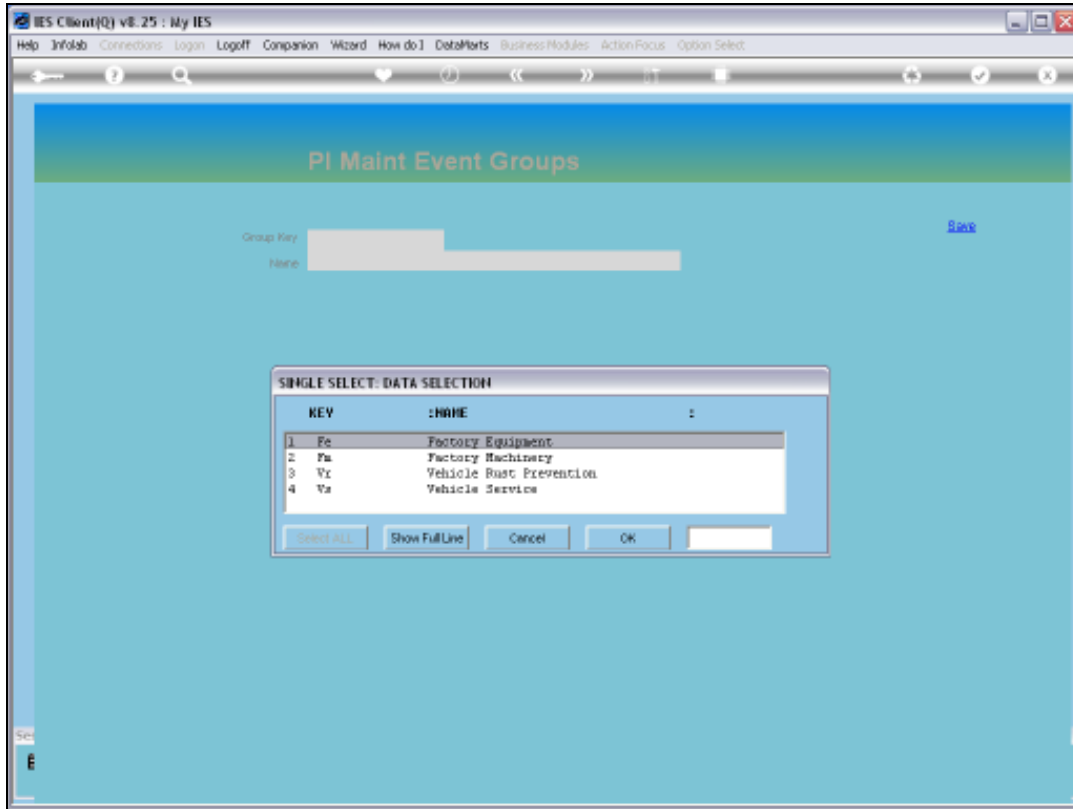 IES Client(Q) v8.25 : My IES
Help Infolab Connections Logon Logoff Companion Wizard How do I DataMarts Business Modules Action Focus Option Select
PI Maint Event Groups
Save
Group Key
Name
SINGLE SELECT: DATA SELECTION
KEY :NAME :
1 Fe Factory Equipment
2 Fm Factory Machinery
3 Vr Vehicle Rust Prevention
4 Vs Vehicle Service
Select ALL Show Full Line Cancel OK